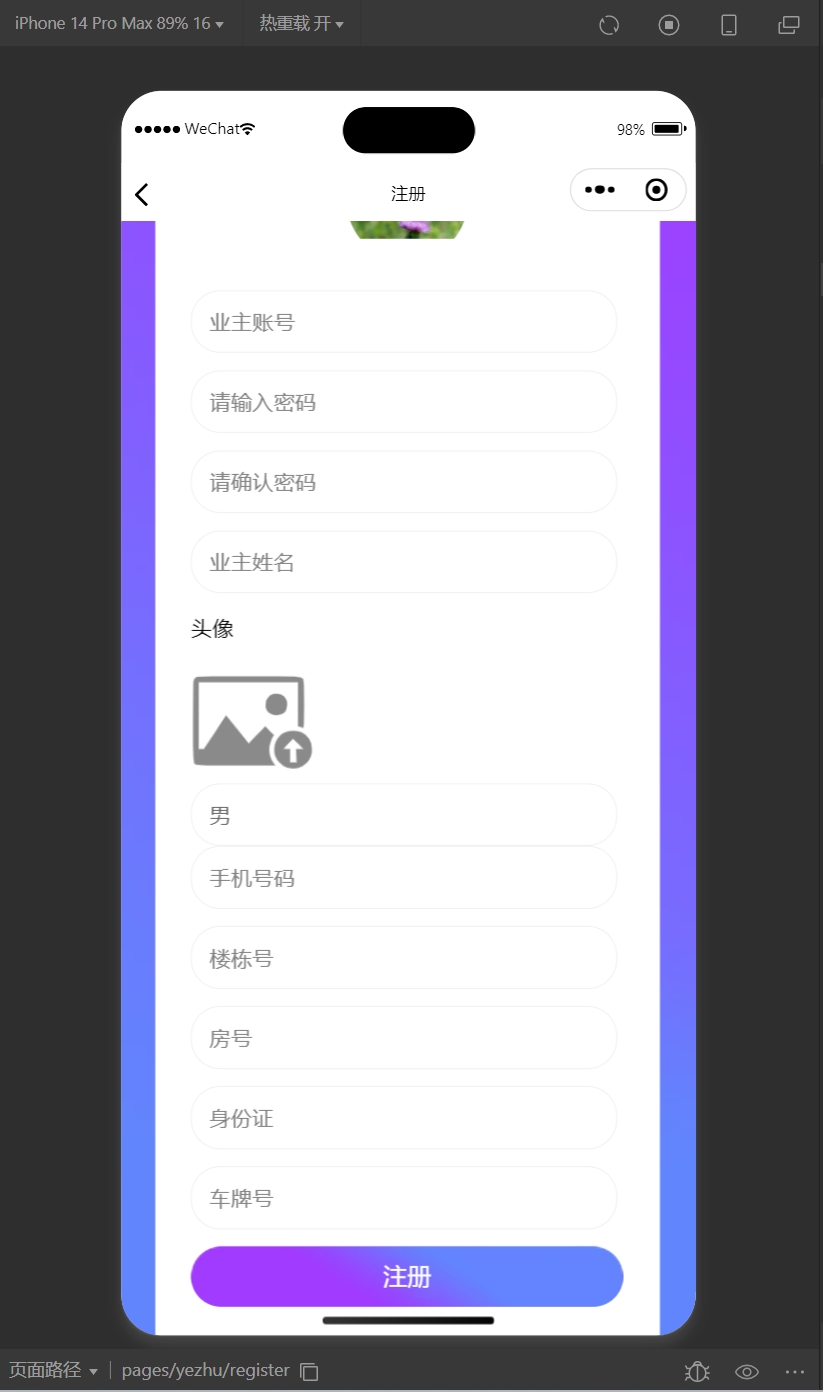 iPhone 14 Pro Max 89% 16
热重载 开
WeChat
98%
注册
业主账号
请输入密码
请确认密码
业主姓名
头像
男
手机号码
楼栋号
房号
身份证
车牌号
注册
页面路径
pages/yezhu/register